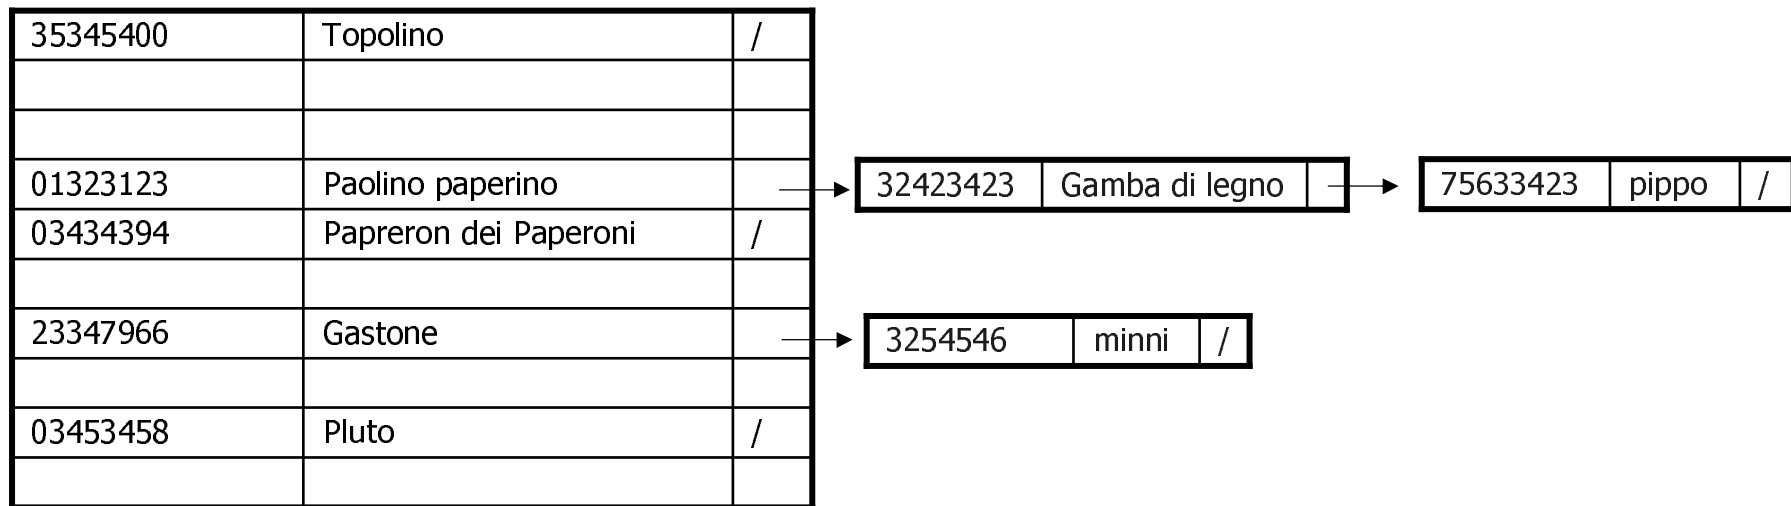 35345400 Topolino /
01323123 Paolino paperino 32423423 Gamba di legno 75633423 pippo /
03434394 Papreron dei Paperoni /
23347966 Gastone 3254546 minni /
03453458 Pluto /